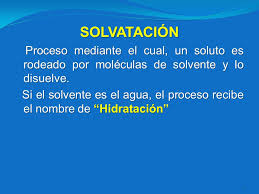 SOLVATACIÓN
Proceso mediante el cual, un soluto es
rodeado por moléculas de solvente y lo
disuelve.
Si el solvente es el agua, el proceso recibe
el nombre de “Hidratación”